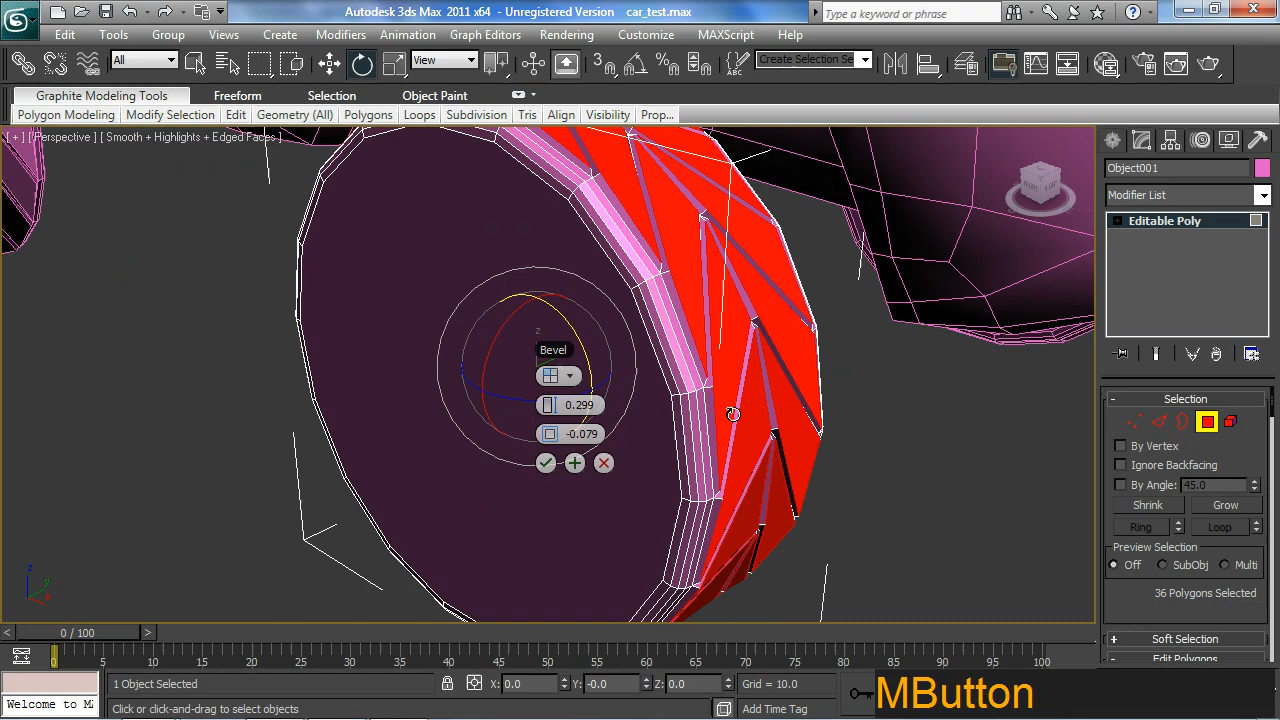 Autodesk 3ds Max 2011 x64 - Unregistered Version car_test.max
Type a keyword or phrase
Edit Tools Group Views Create Modifiers Animation Graph Editors Rendering Customize MAXScript Help
All View Create Selection Se
Graphite Modeling Tools Freeform Selection Object Paint
Polygon Modeling Modify Selection Edit Geometry (All) Polygons Loops Subdivision Tris Align Visibility Prop...
[ + ] [ Perspective ] [ Smooth + Highlights + Edged Faces ]
Object001
Modifier List
Editable Poly
z
Bevel
0.299
-0.079
Selection
By Vertex
Ignore Backfacing
By Angle: 45.0
Shrink Grow
Ring Loop
Preview Selection
Off SubObj Multi
36 Polygons Selected
Soft Selection
Edit Polygons
z
y
x
< 0 / 100 >
0 5 10 15 20 25 30 35 40 45 50 55 60 65 70 75 80 85 90 95 100
1 Object Selected X: 0.0 Y: -0.0 Z: 0.0 Grid = 10.0
Welcome to M
Click or click-and-drag to select objects Add Time Tag
MButton